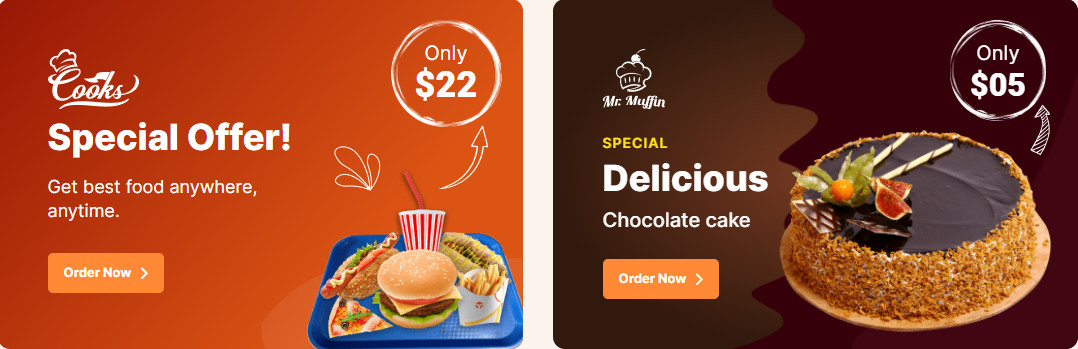 Cooks
Only
$22
Special Offer!
Get best food anywhere,
anytime.
Order Now
Mr. Muffin
Only
$05
SPECIAL
Delicious
Chocolate cake
Order Now